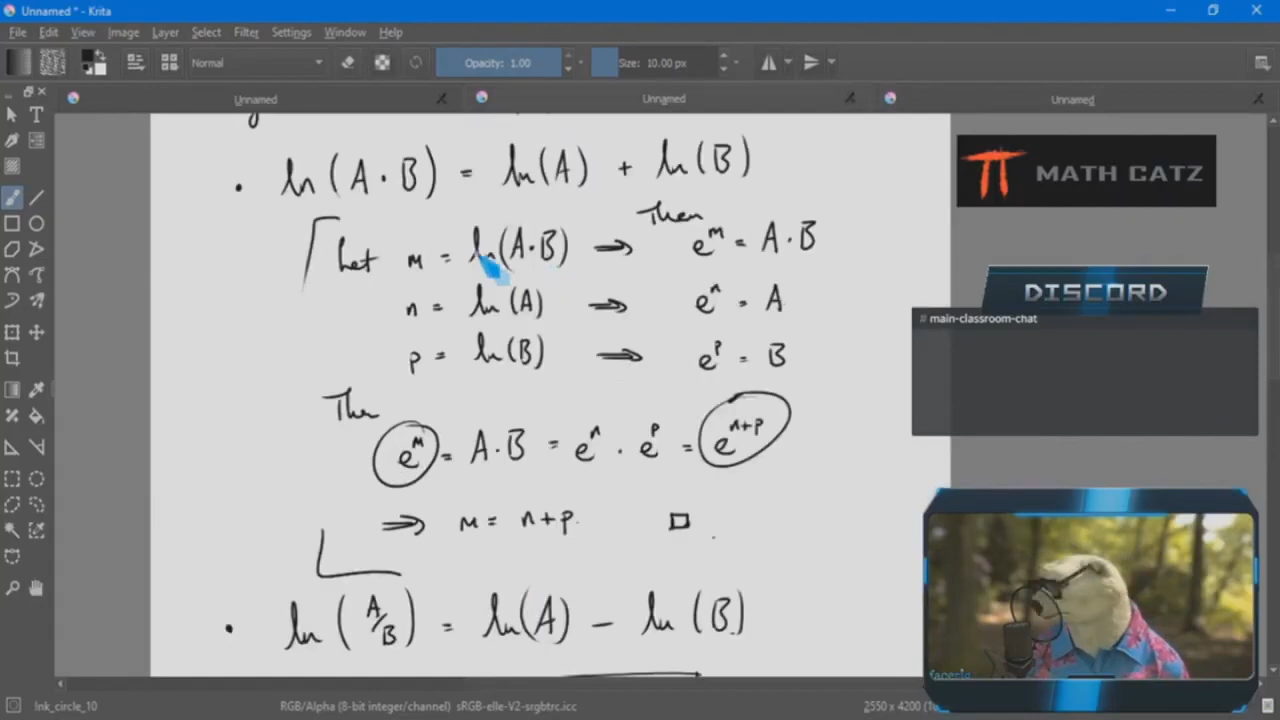 Unnamed * - Krita
File Edit View Image Layer Select Filter Settings Window Help
Normal Opacity: 1.00 Size: 10.00 px
Unnamed Unnamed Unnamed
• ln(A·B) = ln(A) + ln(B)
Then
Let m = ln(A·B) ⇒ e^m = A·B
n = ln(A) ⇒ e^n = A
p = ln(B) ⇒ e^p = B
Then
e^m = A·B = e^n · e^p = e^{n+p}
⇒ m = n+p. □
• ln(A/B) = ln(A) − ln(B)
MATH CATZ
DISCORD
# main-classroom-chat
Ink_circle_10 RGB/Alpha (8-bit integer/channel) sRGB-elle-V2-srgbtrc.icc 2550 x 4200